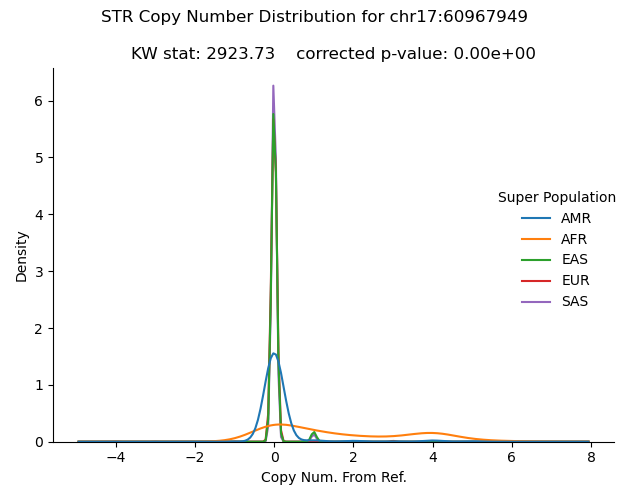 STR Copy Number Distribution for chr17:60967949
KW stat: 2923.73    corrected p-value: 0.00e+00
Density
6
5
4
3
2
1
0
−4
−2
0
2
4
6
8
Copy Num. From Ref.
Super Population
AMR
AFR
EAS
EUR
SAS